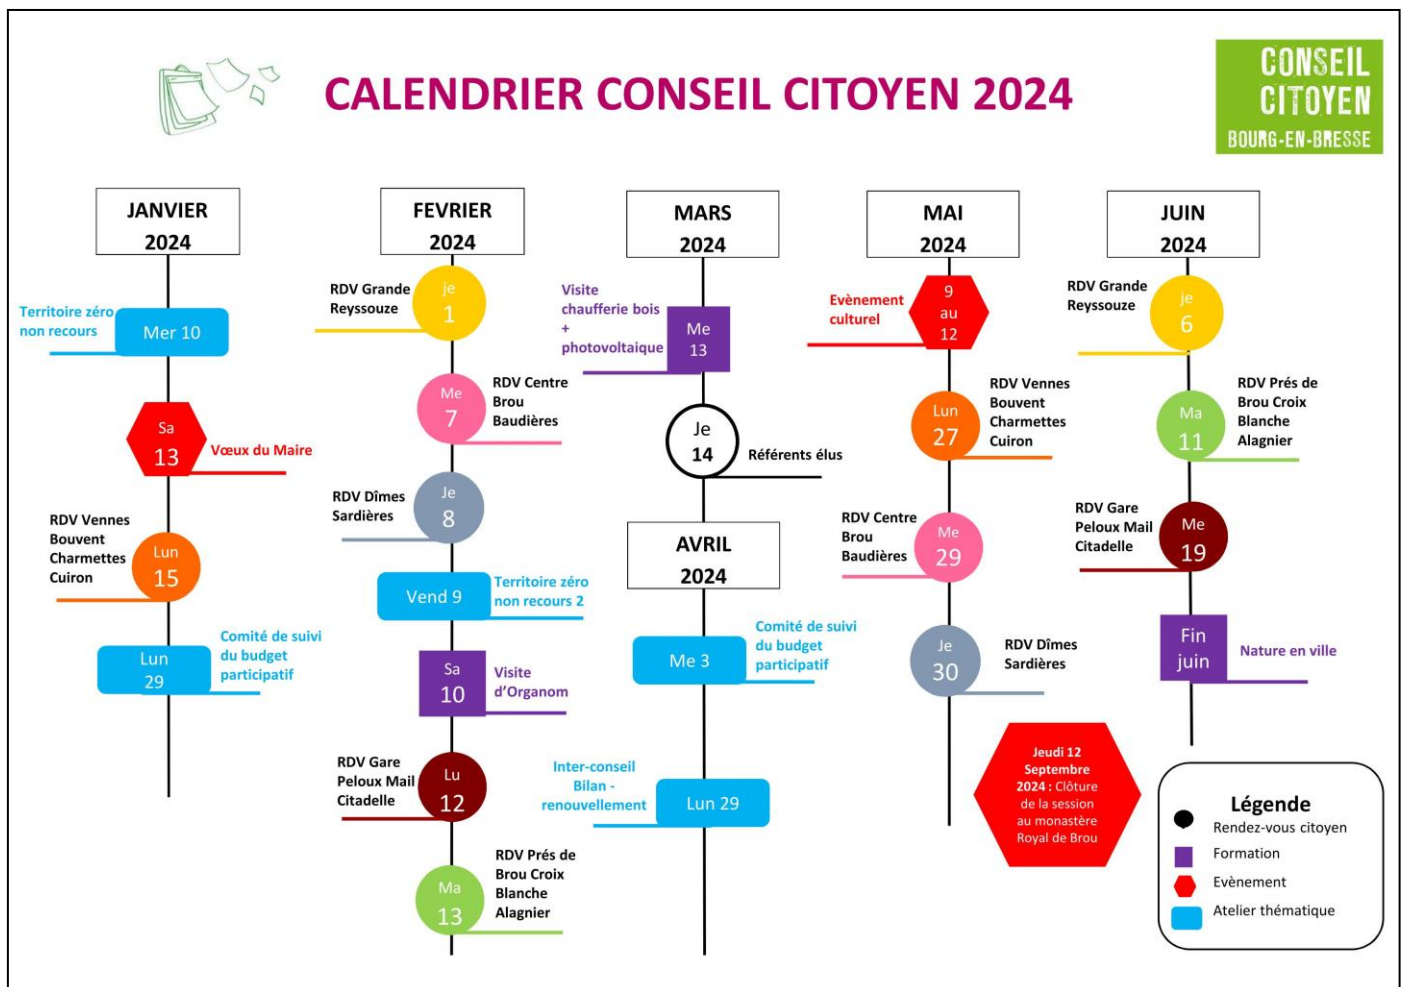 CALENDRIER CONSEIL CITOYEN 2024
CONSEIL
CITOYEN
BOURG-EN-BRESSE
JANVIER
2024
Territoire zéro
non recours
Mer 10
Sa
13
Vœux du Maire
RDV Vennes
Bouvent
Charmettes
Cuiron
Lun
15
Lun
29
Comité de suivi
du budget
participatif
FEVRIER
2024
RDV Grande
Reyssouze
je
1
Me
7
RDV Centre
Brou
Baudières
RDV Dîmes
Sardières
Je
8
Vend 9
Territoire zéro
non recours 2
Sa
10
Visite
d'Organom
RDV Gare
Peloux Mail
Citadelle
Lu
12
Ma
13
RDV Prés de
Brou Croix
Blanche
Alagnier
MARS
2024
Visite
chaufferie bois
+
photovoltaique
Me
13
Je
14
Référents élus
AVRIL
2024
Me 3
Comité de suivi
du budget
participatif
Inter-conseil
Bilan -
renouvellement
Lun 29
MAI
2024
Evènement
culturel
9
au
12
Lun
27
RDV Vennes
Bouvent
Charmettes
Cuiron
RDV Centre
Brou
Baudières
Me
29
Je
30
RDV Dîmes
Sardières
JUIN
2024
RDV Grande
Reyssouze
je
6
Ma
11
RDV Prés de
Brou Croix
Blanche
Alagnier
RDV Gare
Peloux Mail
Citadelle
Me
19
Fin
juin
Nature en ville
Jeudi 12
Septembre
2024 : Clôture
de la session
au monastère
Royal de Brou
Légende
Rendez-vous citoyen
Formation
Evènement
Atelier thématique